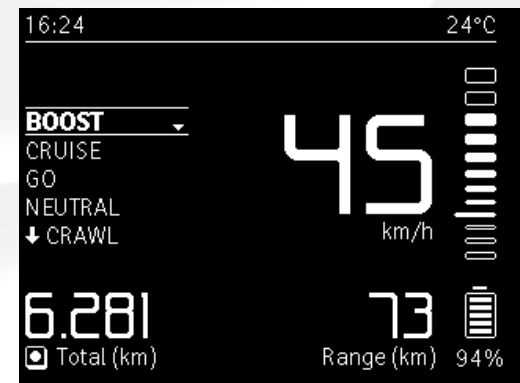 16:24 24°C
BOOST
CRUISE
GO
NEUTRAL
CRAWL
45
km/h
6.281 73
Total (km) Range (km) 94%